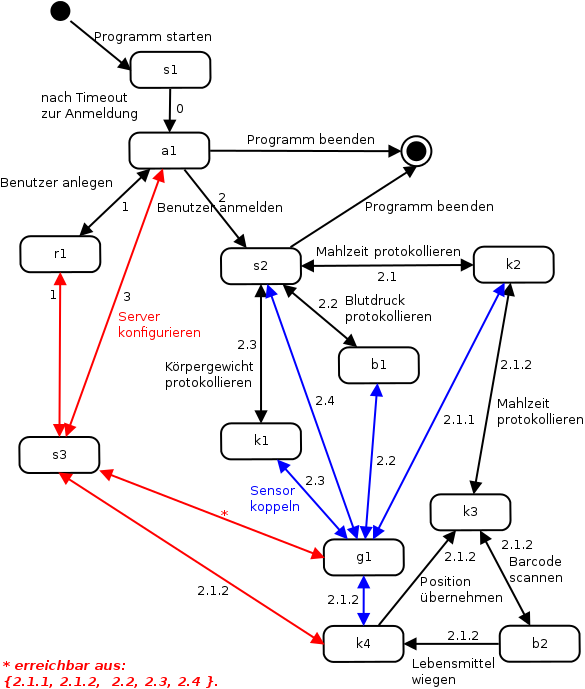 Programm starten
s1
nach Timeout
zur Anmeldung
0
a1
Programm beenden
Benutzer anlegen
1
2
Benutzer anmelden
Programm beenden
r1
s2
Mahlzeit protokollieren
2.1
k2
1
3
Server
konfigurieren
2.2
Blutdruck
protokollieren
2.3
Körpergewicht
protokollieren
b1
2.1.2
2.4
Mahlzeit
protokollieren
2.1.1
k1
s3
2.2
2.3
Sensor
koppeln
*
k3
g1
2.1.2
2.1.2
Barcode
scannen
Position
übernehmen
2.1.2
2.1.2
k4
2.1.2
b2
Lebensmittel
wiegen
* erreichbar aus:
{2.1.1, 2.1.2, 2.2, 2.3, 2.4 }.